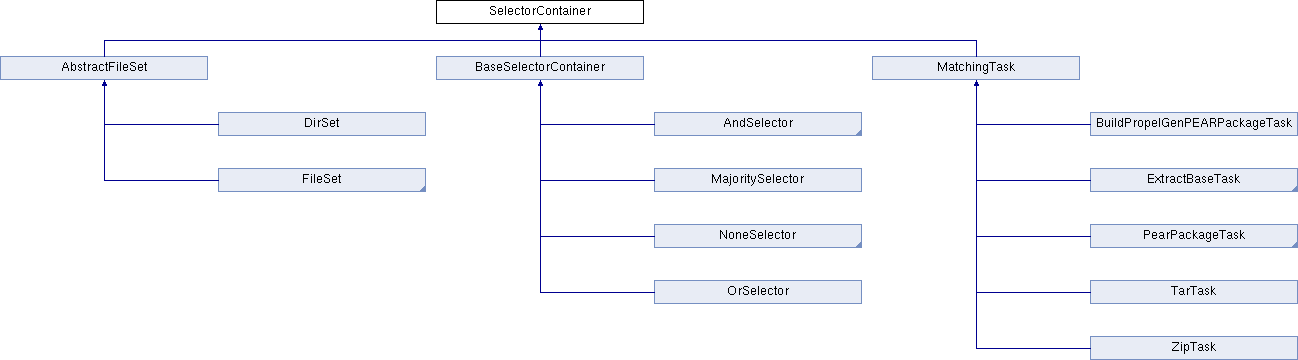 SelectorContainer
AbstractFileSet
BaseSelectorContainer
MatchingTask
DirSet
AndSelector
BuildPropelGenPEARPackageTask
FileSet
MajoritySelector
ExtractBaseTask
NoneSelector
PearPackageTask
OrSelector
TarTask
ZipTask